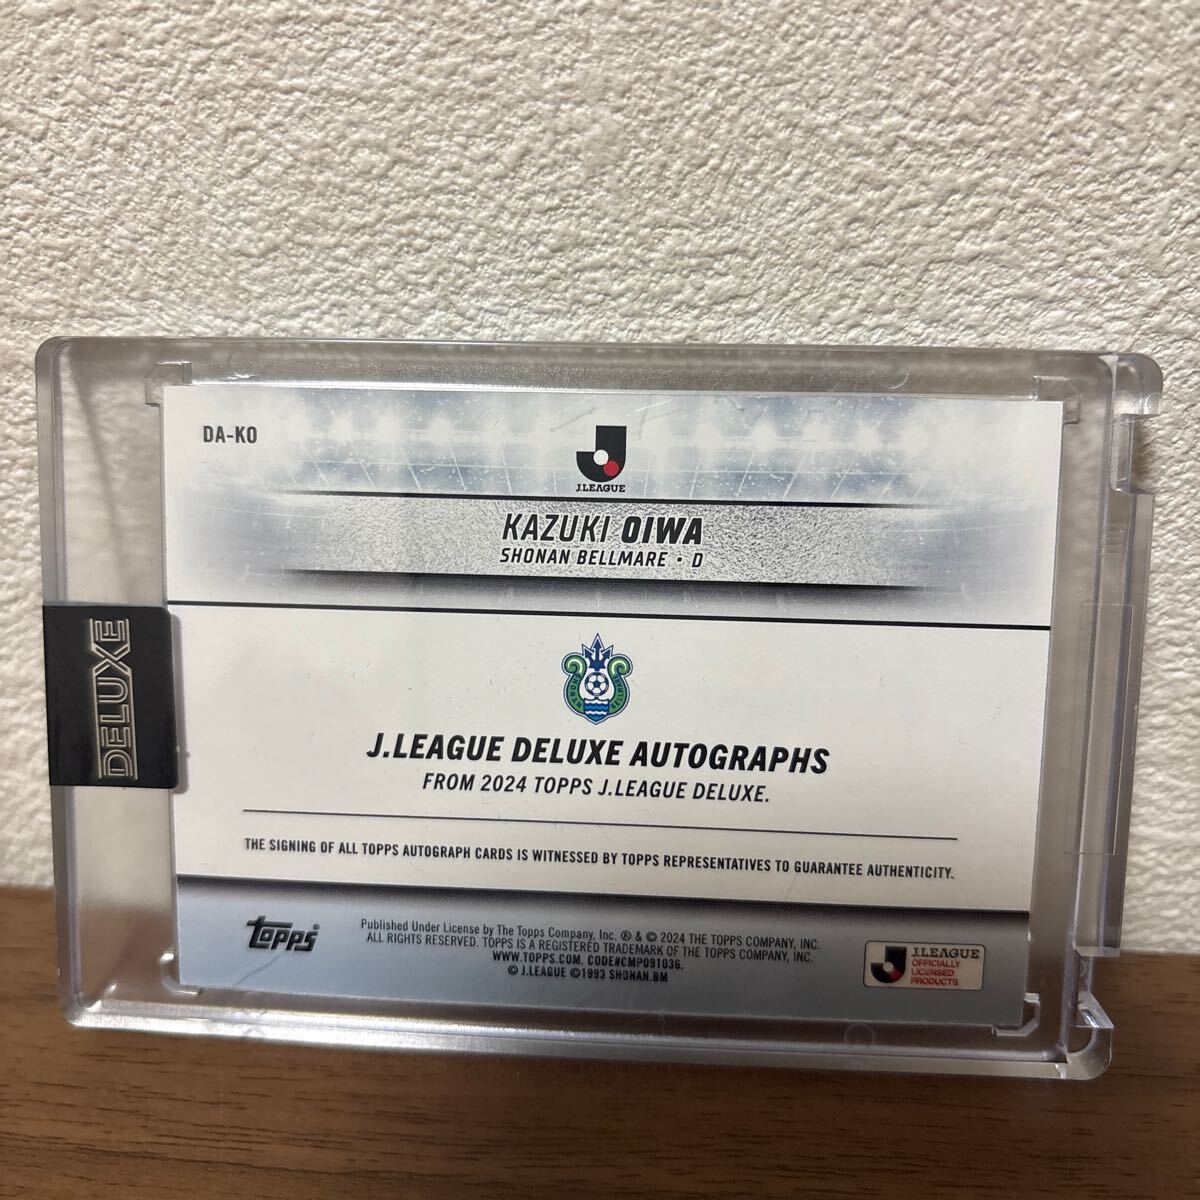 DA-KO
J.LEAGUE
KAZUKI OIWA
SHONAN BELLMARE • D
DELUXE
SHONAN BELLMARE
J.LEAGUE DELUXE AUTOGRAPHS
FROM 2024 TOPPS J.LEAGUE DELUXE.
THE SIGNING OF ALL TOPPS AUTOGRAPH CARDS IS WITNESSED BY TOPPS REPRESENTATIVES TO GUARANTEE AUTHENTICITY.
topps®
Published Under License by The Topps Company, Inc. ® & © 2024 THE TOPPS COMPANY, INC.
ALL RIGHTS RESERVED. TOPPS IS A REGISTERED TRADEMARK OF THE TOPPS COMPANY, INC.
WWW.TOPPS.COM. CODE#CMP091036.
© J.LEAGUE ©1993 SHONAN.BM
J.LEAGUE
OFFICIALLY
LICENSED
PRODUCTS